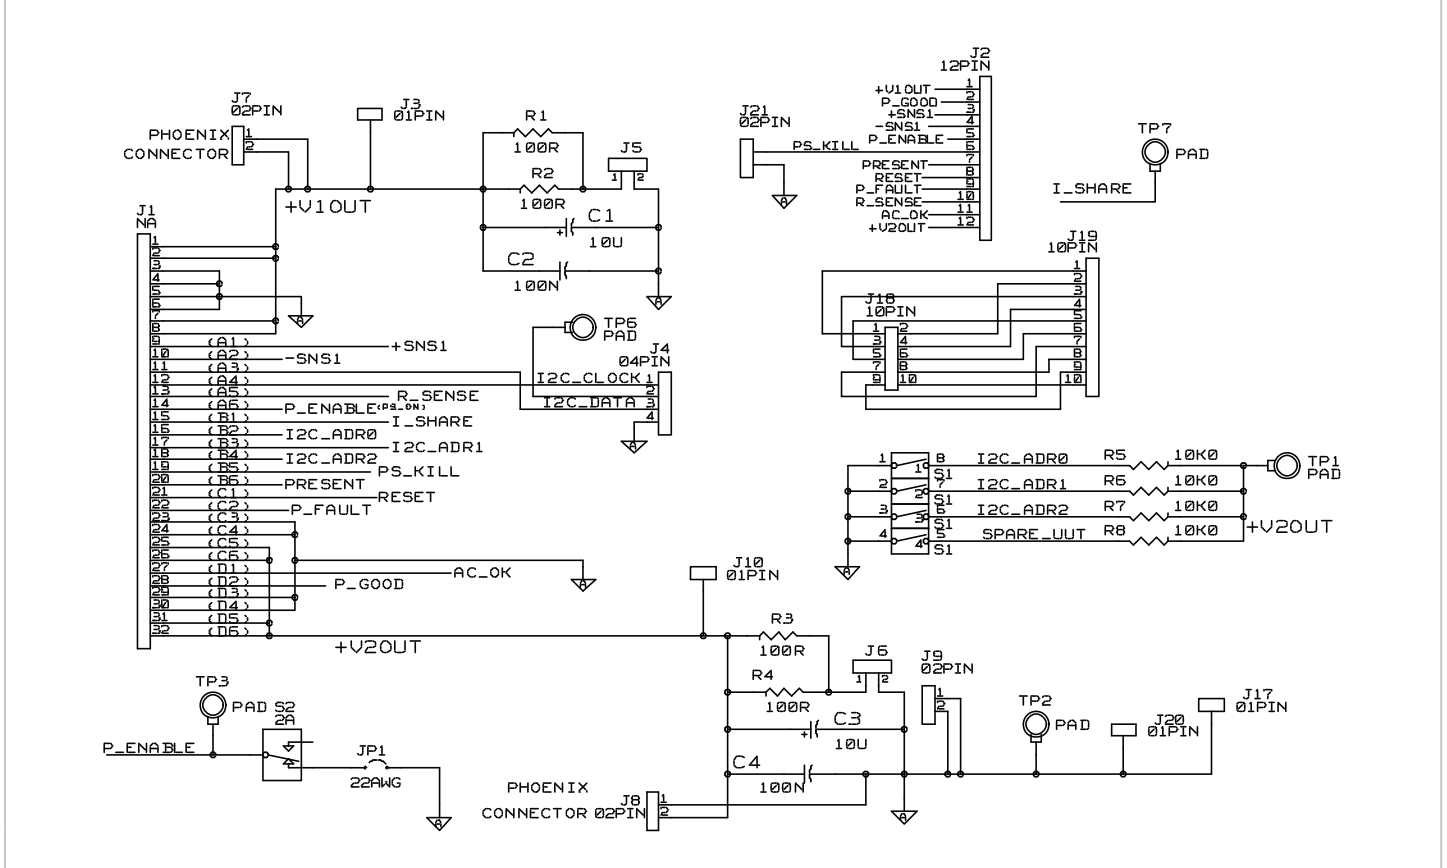 J7
02PIN
PHOENIX
CONNECTOR
1
2
J3
01PIN
+V1OUT
R1
100R
R2
100R
J5
1 2
C1
+
10U
C2
100N
A
J21
02PIN
PS_KILL
A
J2
12PIN
+V1OUT 1
P_GOOD 2
+SNS1 3
-SNS1 4
P_ENABLE 5
6
PRESENT 7
RESET 8
P_FAULT 9
R_SENSE 10
AC_OK 11
+V2OUT 12
TP7
PAD
I_SHARE
J1
NA
1
2
3
4
5
6
7
8
A
9 (A1) +SNS1
10 (A2) -SNS1
11 (A3)
12 (A4)
13 (A5) R_SENSE
14 (A6) P_ENABLE(PS_ON)
15 (B1) I_SHARE
16 (B2) I2C_ADR0
17 (B3) I2C_ADR1
18 (B4) I2C_ADR2
19 (B5) PS_KILL
20 (B6) PRESENT
21 (C1) RESET
22 (C2) P_FAULT
23 (C3)
24 (C4)
25 (C5)
26 (C6)
27 (D1) AC_OK
28 (D2) P_GOOD
29 (D3)
30 (D4)
31 (D5)
32 (D6)
+V2OUT
A
TP6
PAD
J4
04PIN
I2C_CLOCK 1
2
I2C_DATA 3
4
A
J19
10PIN
1
2
3
4
5
6
7
8
9
10
J18
10PIN
1 2
3 4
5 6
7 8
9 10
1 1 8 I2C_ADR0 R5 10K0
S1
2 2 7 I2C_ADR1 R6 10K0
S1
3 3 6 I2C_ADR2 R7 10K0
S1
4 4 5 SPARE_UUT R8 10K0
S1
A
TP1
PAD
+V2OUT
J10
01PIN
R3
100R
R4
100R
J6
1 2
C3
+
10U
C4
100N
J9
02PIN
1
2
A
TP2
PAD
J20
01PIN
J17
01PIN
PHOENIX
CONNECTOR
J8
02PIN
1
2
TP3
PAD
S2
2A
P_ENABLE
JP1
22AWG
A